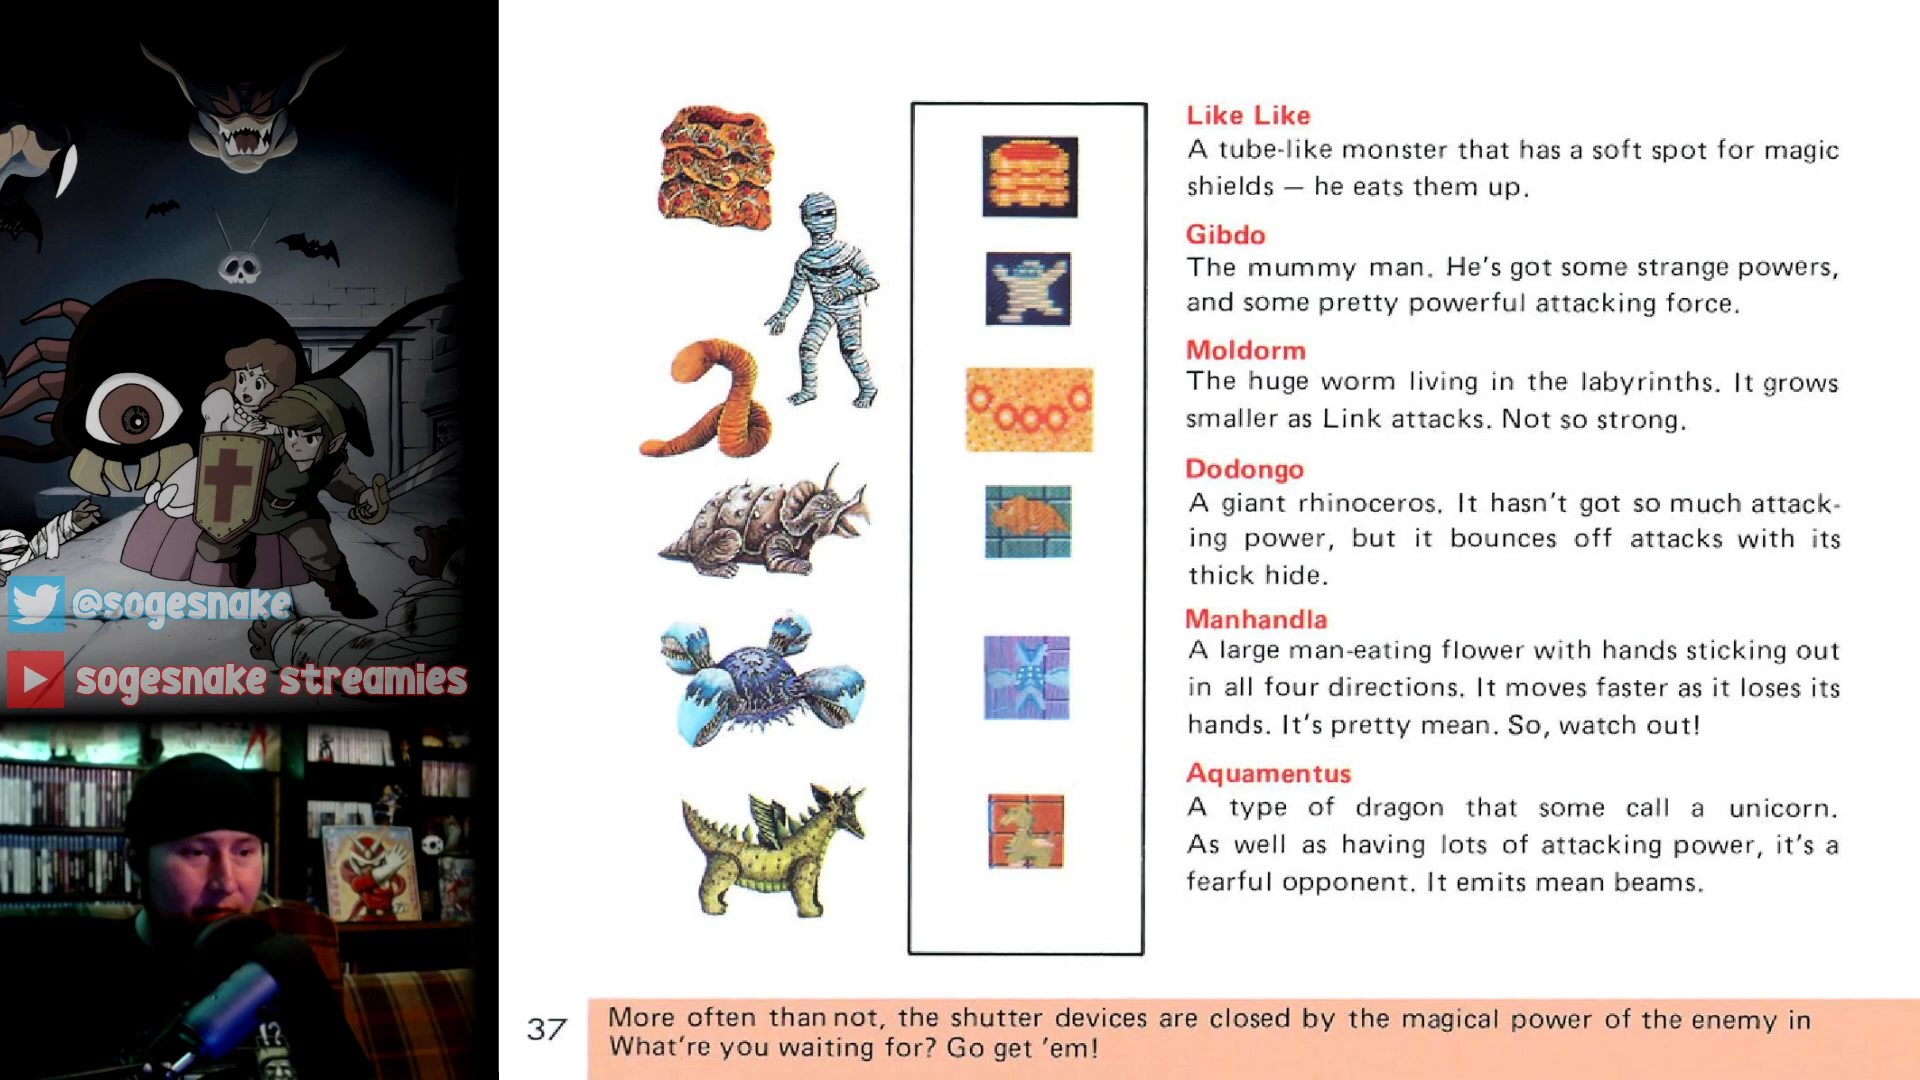 @sogesnake
sogesnake streamies
Like Like
A tube-like monster that has a soft spot for magic
shields — he eats them up.
Gibdo
The mummy man. He's got some strange powers,
and some pretty powerful attacking force.
Moldorm
The huge worm living in the labyrinths. It grows
smaller as Link attacks. Not so strong.
Dodongo
A giant rhinoceros. It hasn't got so much attack-
ing power, but it bounces off attacks with its
thick hide.
Manhandla
A large man-eating flower with hands sticking out
in all four directions. It moves faster as it loses its
hands. It's pretty mean. So, watch out!
Aquamentus
A type of dragon that some call a unicorn.
As well as having lots of attacking power, it's a
fearful opponent. It emits mean beams.
37
More often than not, the shutter devices are closed by the magical power of the enemy in
What're you waiting for? Go get 'em!